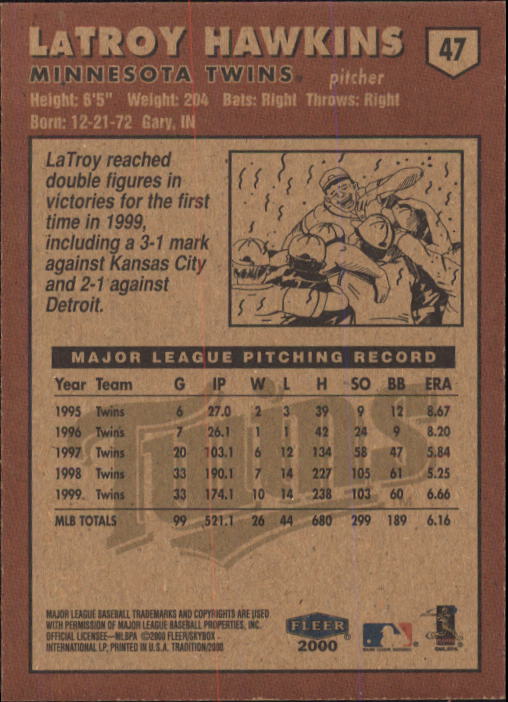 LATROY HAWKINS
47
MINNESOTA TWINS pitcher
Height: 6'5" Weight: 204 Bats: Right Throws: Right
Born: 12-21-72 Gary, IN
LaTroy reached
double figures in
victories for the first
time in 1999,
including a 3-1 mark
against Kansas City
and 2-1 against
Detroit.
MAJOR LEAGUE PITCHING RECORD
Year Team G IP W L H SO BB ERA
1995 Twins 6 27.0 2 3 39 9 12 8.67
1996 Twins 7 26.1 1 1 42 24 9 8.20
1997 Twins 20 103.1 6 12 134 58 47 5.84
1998 Twins 33 190.1 7 14 227 105 61 5.25
1999 Twins 33 174.1 10 14 238 103 60 6.66
MLB TOTALS 99 521.1 26 44 680 299 189 6.16
Twins
MAJOR LEAGUE BASEBALL TRADEMARKS AND COPYRIGHTS ARE USED
WITH PERMISSION OF MAJOR LEAGUE BASEBALL PROPERTIES, INC.
OFFICIAL LICENSEE—MLBPA ©2000 FLEER/SKYBOX
INTERNATIONAL LP, PRINTED IN U.S.A. TRADITION/2000
FLEER
2000